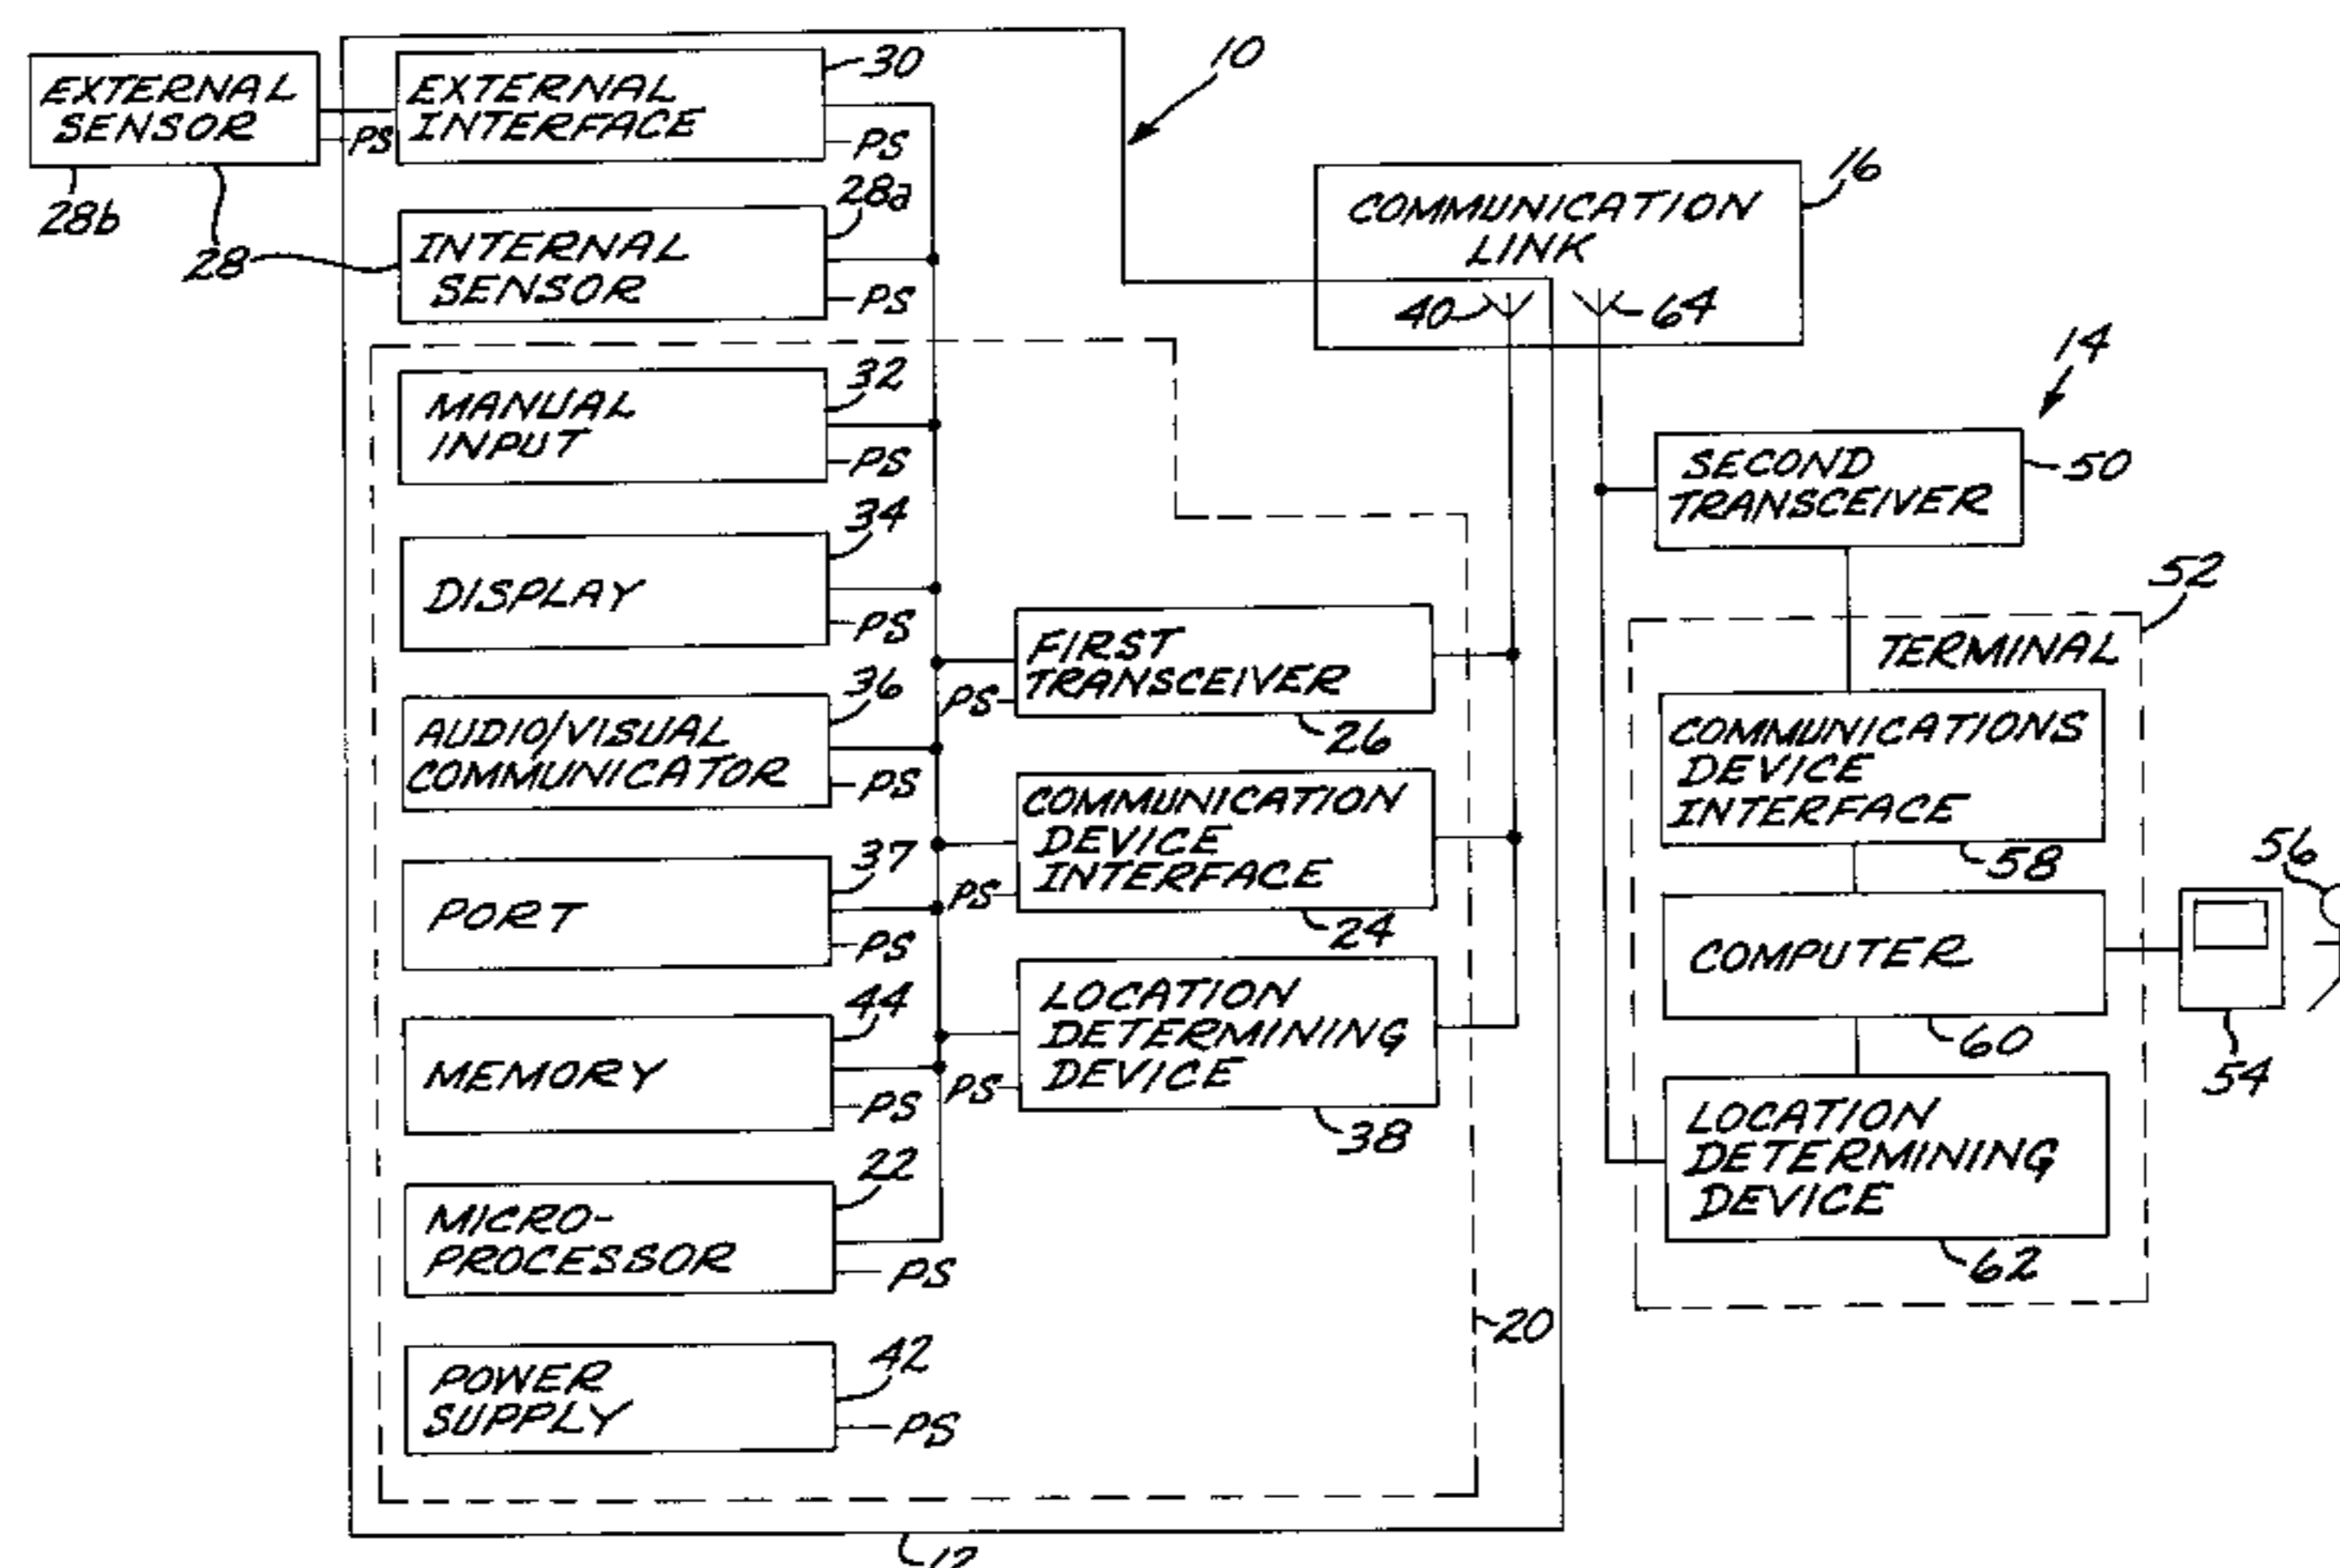 EXTERNAL
SENSOR
PS
28b
28
EXTERNAL
INTERFACE
30
PS
INTERNAL
SENSOR
28a
PS
MANUAL
INPUT
32
PS
DISPLAY
34
PS
AUDIO/VISUAL
COMMUNICATOR
36
PS
PORT
37
PS
MEMORY
44
PS
MICRO-
PROCESSOR
22
PS
POWER
SUPPLY
42
PS
FIRST
TRANSCEIVER
PS
26
COMMUNICATION
DEVICE
INTERFACE
PS
24
LOCATION
DETERMINING
DEVICE
PS
38
20
12
10
COMMUNICATION
LINK
16
40
64
14
SECOND
TRANSCEIVER
50
52
TERMINAL
COMMUNICATIONS
DEVICE
INTERFACE
58
COMPUTER
60
LOCATION
DETERMINING
DEVICE
62
56
54